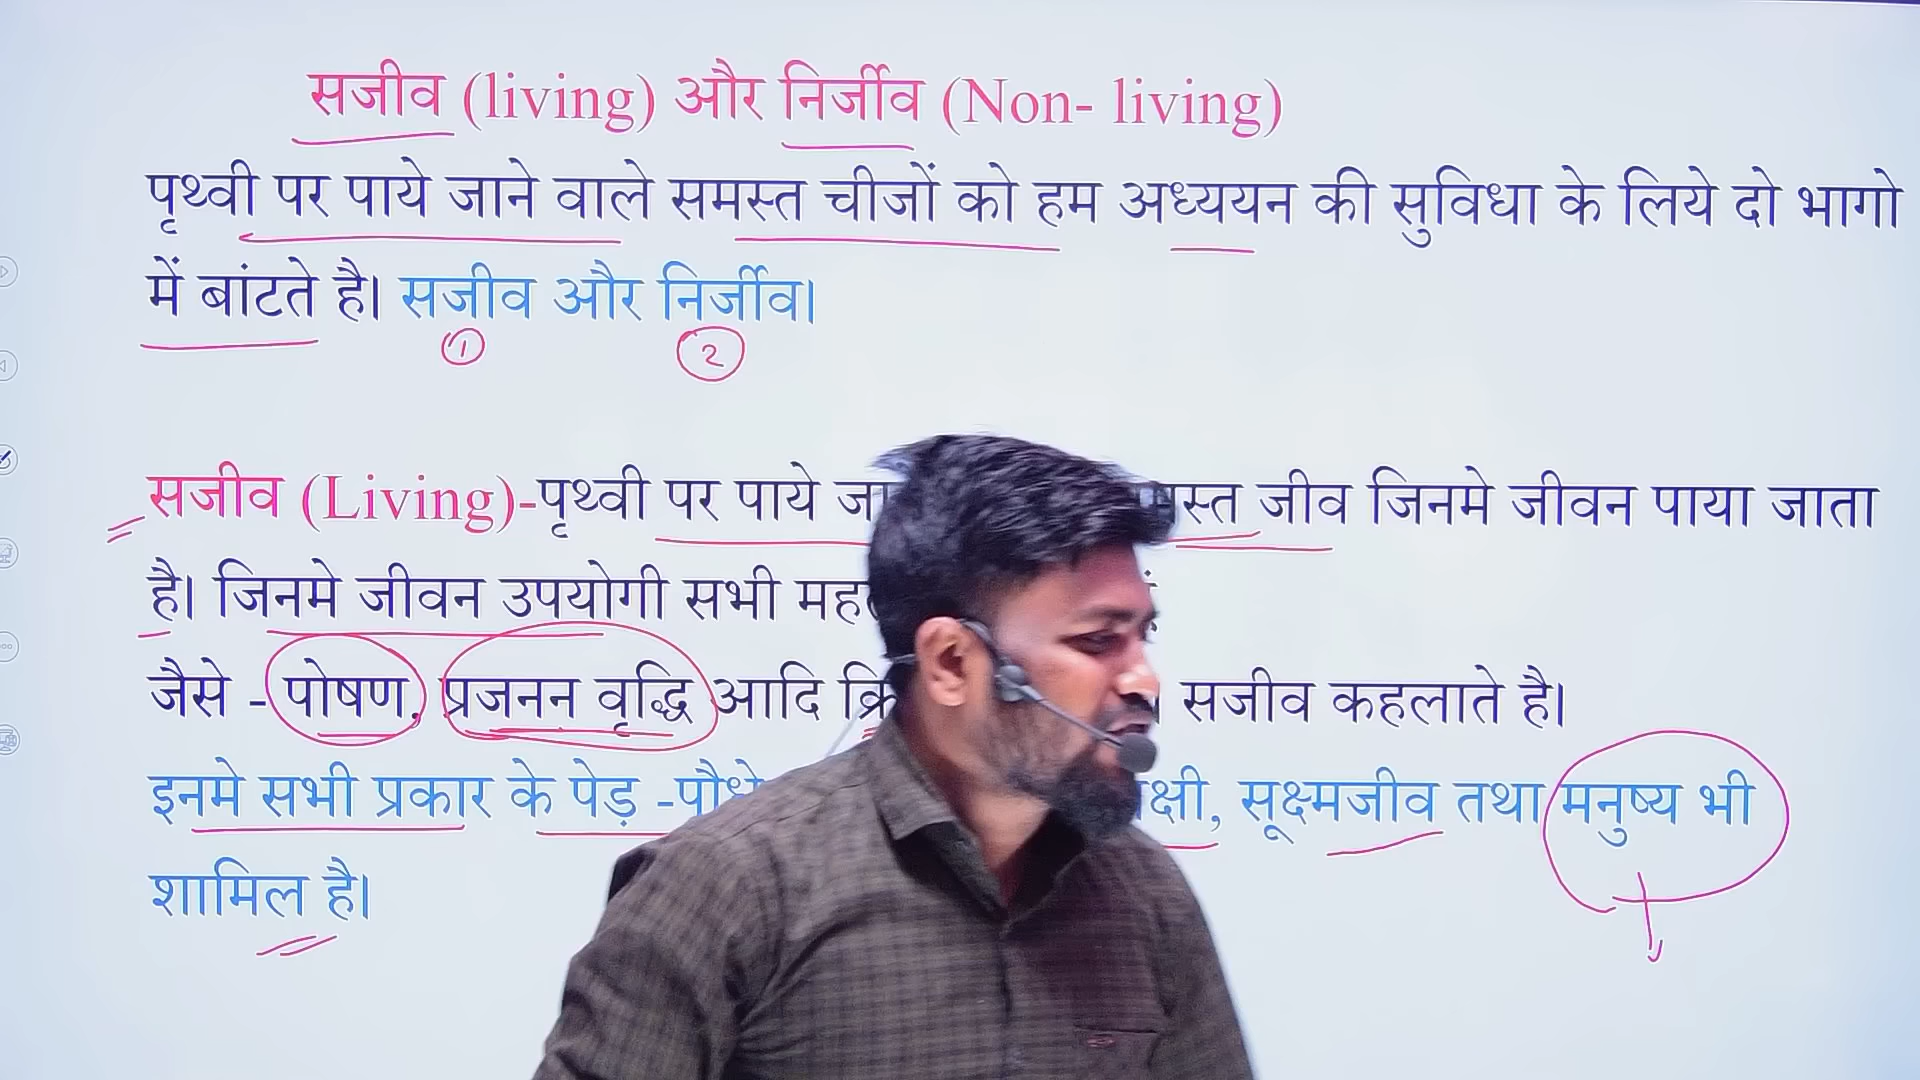 सजीव (living) और निर्जीव (Non- living)
पृथ्वी पर पाये जाने वाले समस्त चीजों को हम अध्ययन की सुविधा के लिये दो भागो
में बांटते है। सजीव और निर्जीव।
1 2
सजीव (Living)-पृथ्वी पर पाये जीव जिनमे जीवन पाया जाता
है। जिनमे जीवन उपयोगी सभी
जैसे - पोषण, प्रजनन वृद्धि आदि सजीव कहलाते है।
इनमे सभी प्रकार के पेड़ -पौधे सूक्ष्मजीव तथा मनुष्य भी
शामिल है।